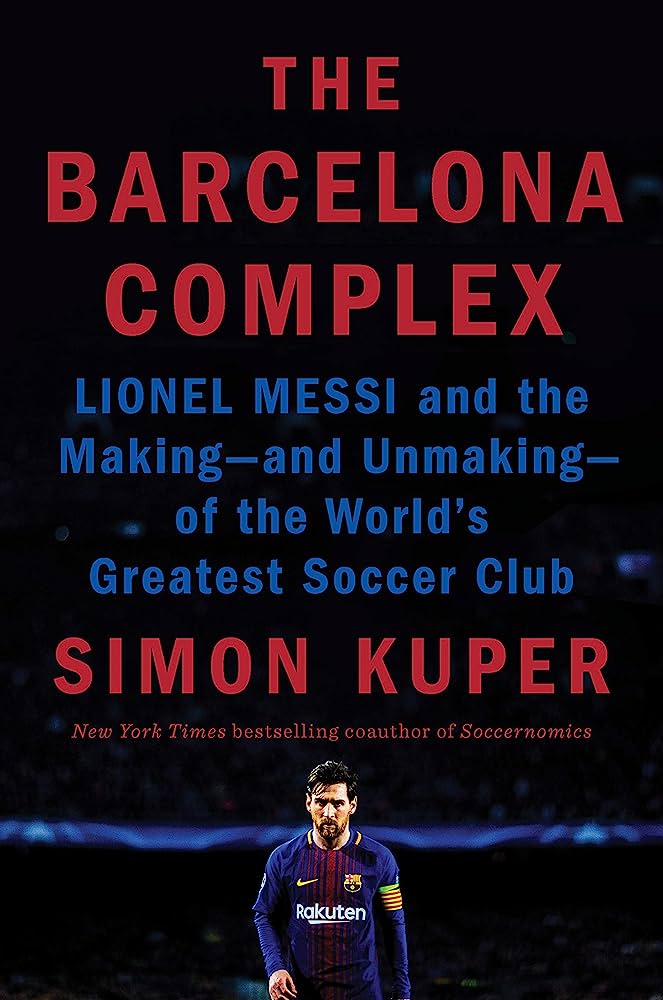 THE
BARCELONA
COMPLEX
LIONEL MESSI and the
Making—and Unmaking—
of the World's
Greatest Soccer Club
SIMON KUPER
New York Times bestselling coauthor of Soccernomics
Rakuten